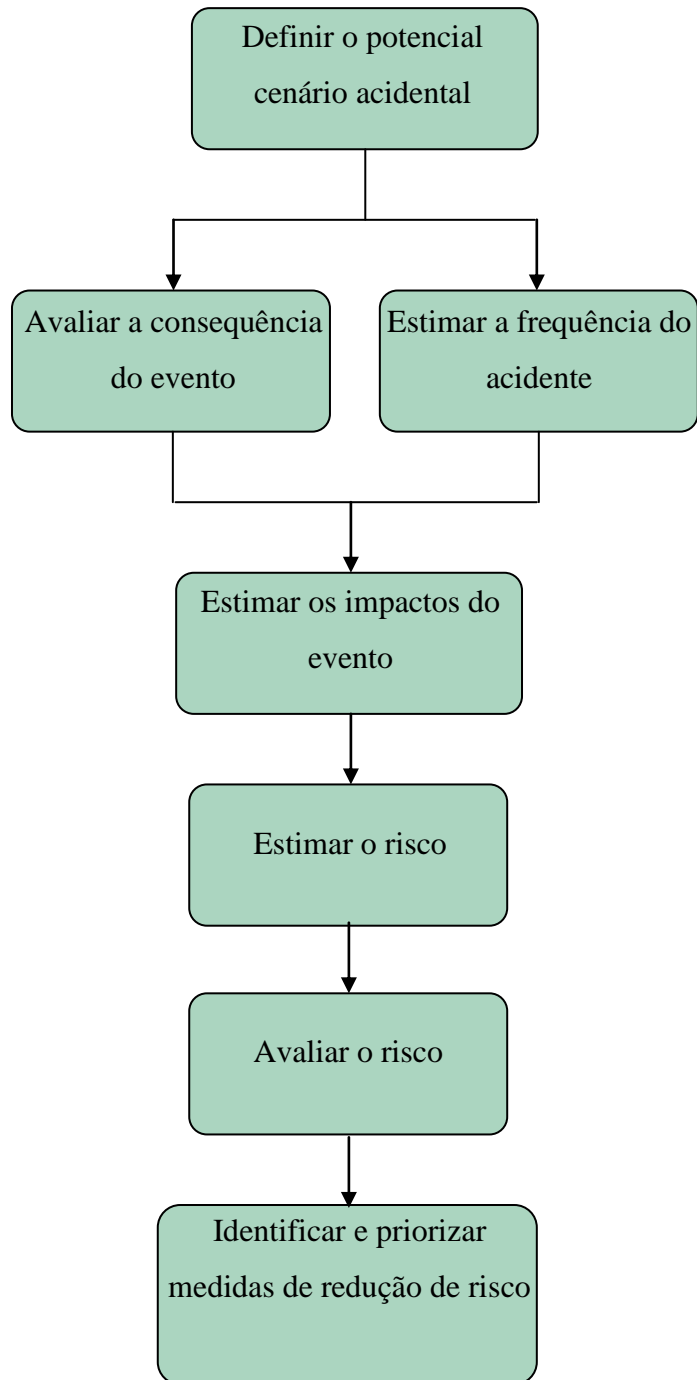 Definir o potencial
cenário acidental
Avaliar a consequência
do evento
Estimar a frequência do
acidente
Estimar os impactos do
evento
Estimar o risco
Avaliar o risco
Identificar e priorizar
medidas de redução de risco